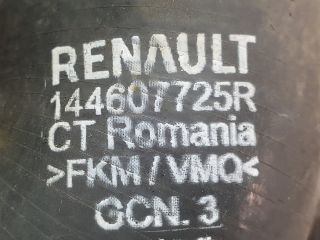 RENAULT
144607725R
CT Romania
>FKM/VMQ<
GCN. 3